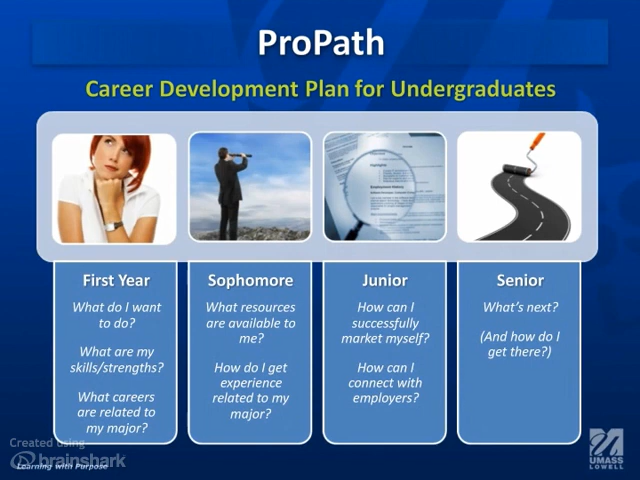 ProPath
Career Development Plan for Undergraduates
First Year
What do I want
to do?
What are my
skills/strengths?
What careers
are related to
my major?
Sophomore
What resources
are available to
me?
How do I get
experience
related to my
major?
Junior
How can I
successfully
market myself?
How can I
connect with
employers?
Senior
What's next?
(And how do I
get there?)
Created using
brainshark
Learning with Purpose
UMASS
LOWELL